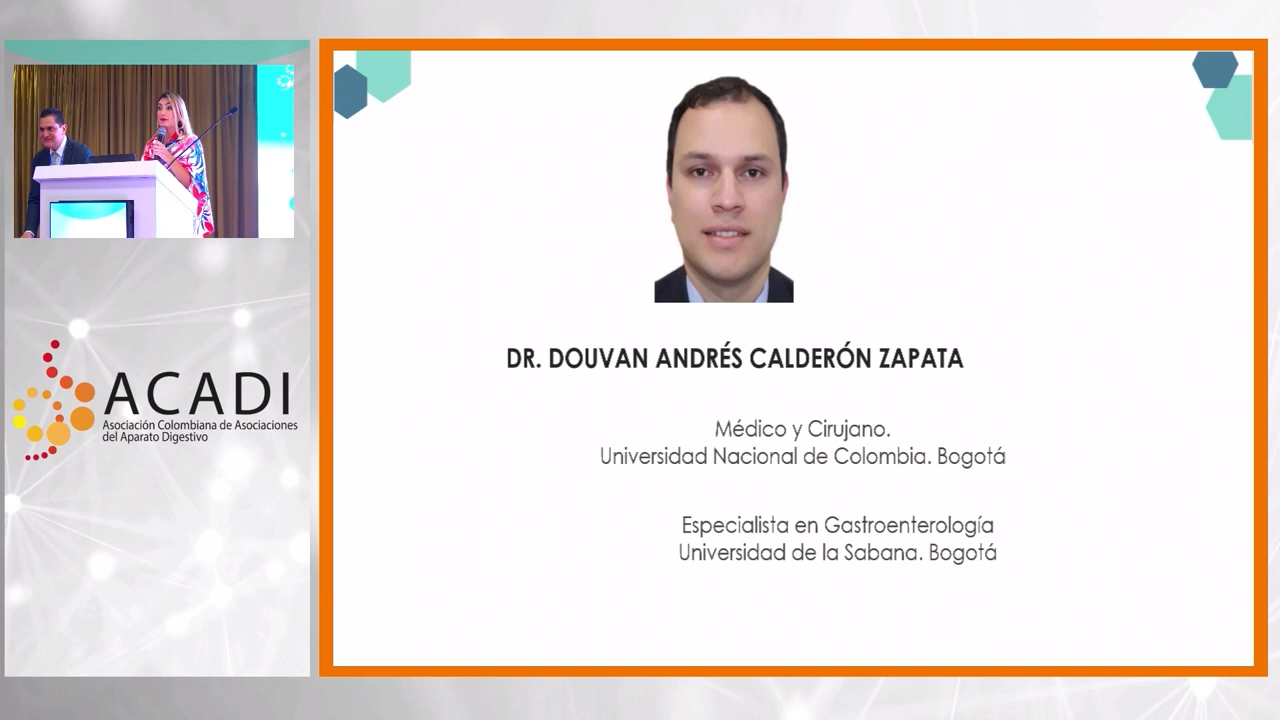 ACADI
Asociación Colombiana de Asociaciones
del Aparato Digestivo
DR. DOUVAN ANDRÉS CALDERÓN ZAPATA
Médico y Cirujano.
Universidad Nacional de Colombia. Bogotá
Especialista en Gastroenterología
Universidad de la Sabana. Bogotá